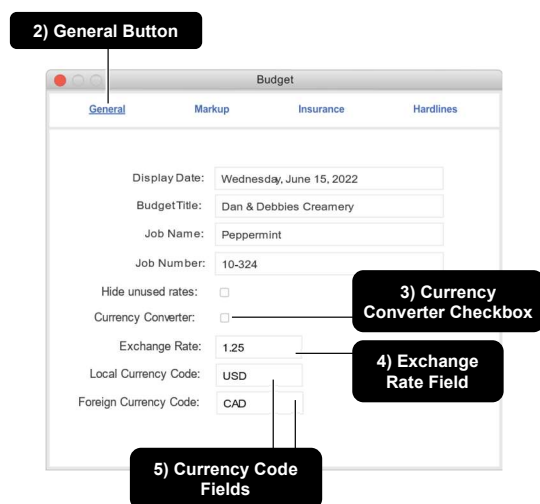 2) General Button
Budget
General Markup Insurance Hardlines
Display Date: Wednesday, June 15, 2022
BudgetTitle: Dan & Debbies Creamery
Job Name: Peppermint
Job Number: 10-324
Hide unused rates:
3) Currency
Converter Checkbox
Currency Converter:
Exchange Rate: 1.25
4) Exchange
Rate Field
Local Currency Code: USD
Foreign Currency Code: CAD
5) Currency Code
Fields